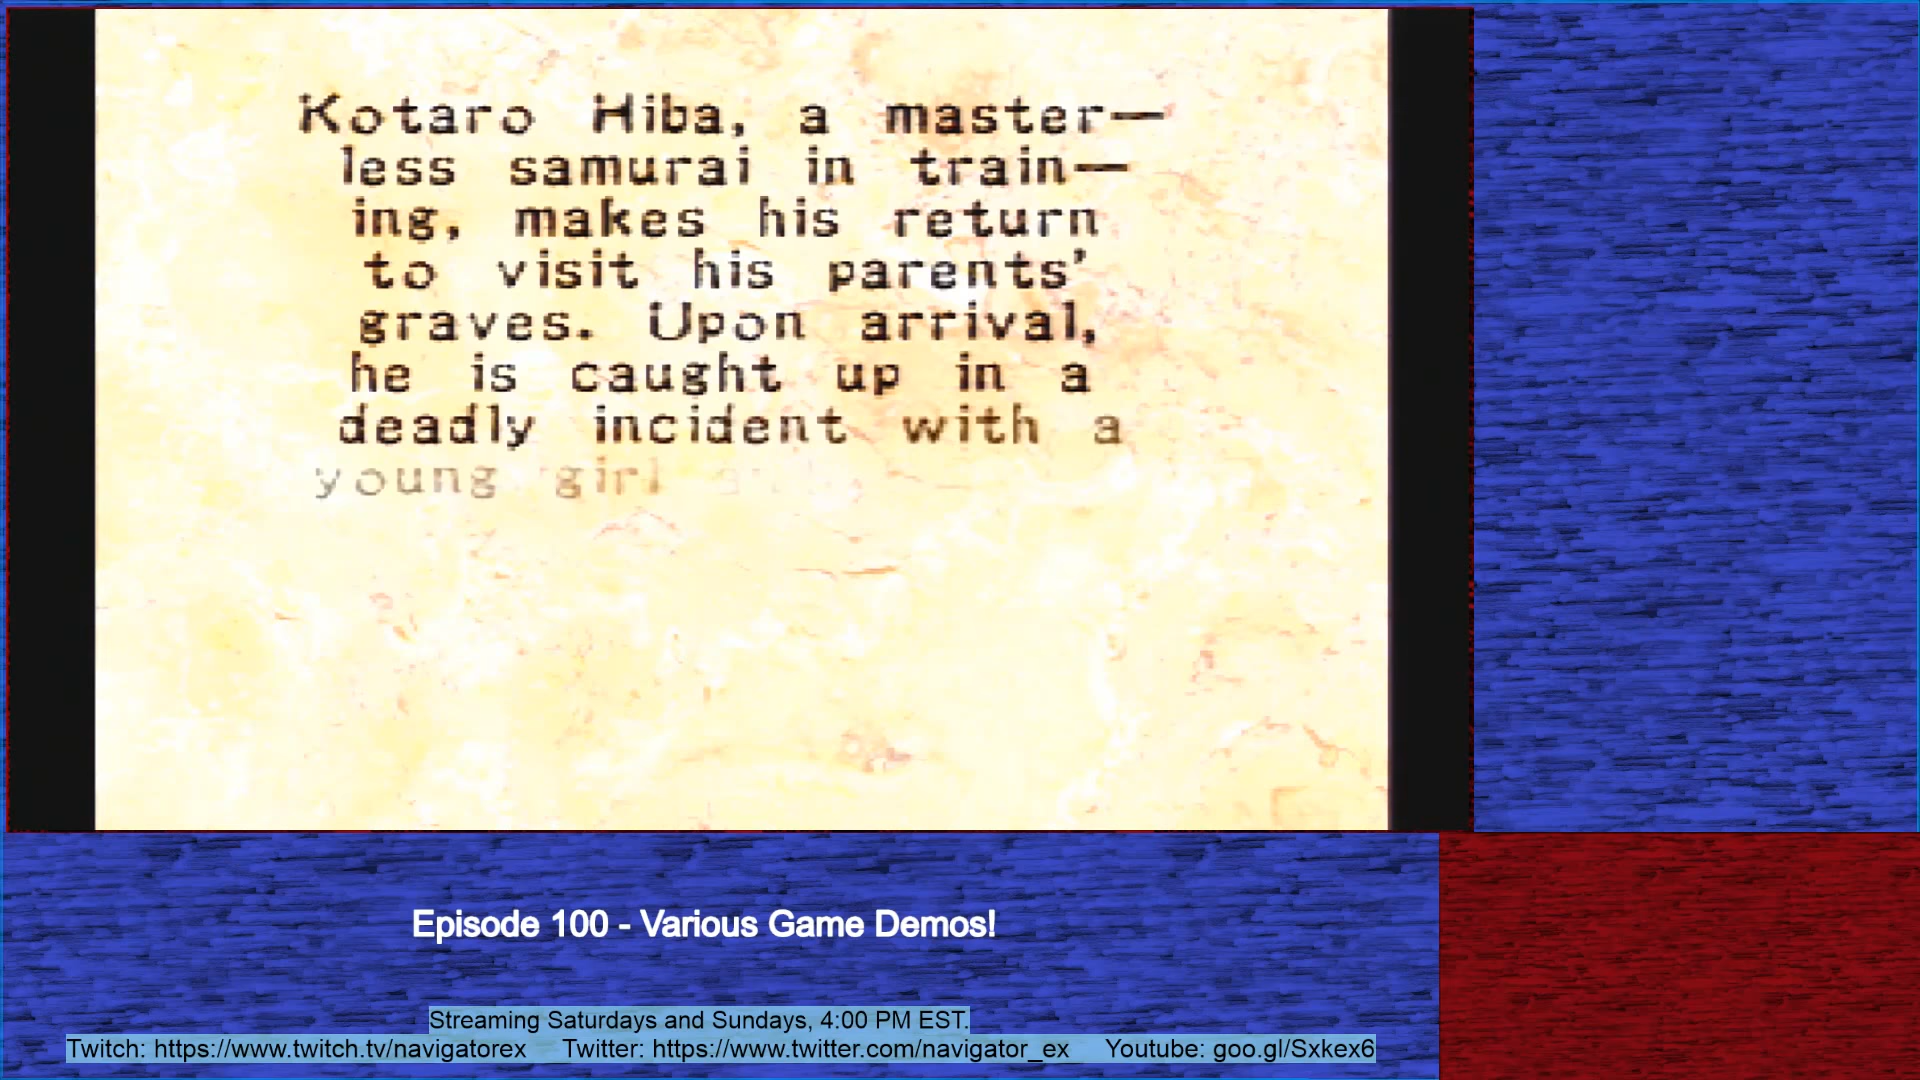 Kotaro Hiba, a master—
less samurai in train—
ing, makes his return
to visit his parents'
graves. Upon arrival,
he is caught up in a
deadly incident with a
young girl
Episode 100 - Various Game Demos!
Streaming Saturdays and Sundays, 4:00 PM EST.
Twitch: https://www.twitch.tv/navigatorex Twitter: https://www.twitter.com/navigator_ex Youtube: goo.gl/Sxkex6